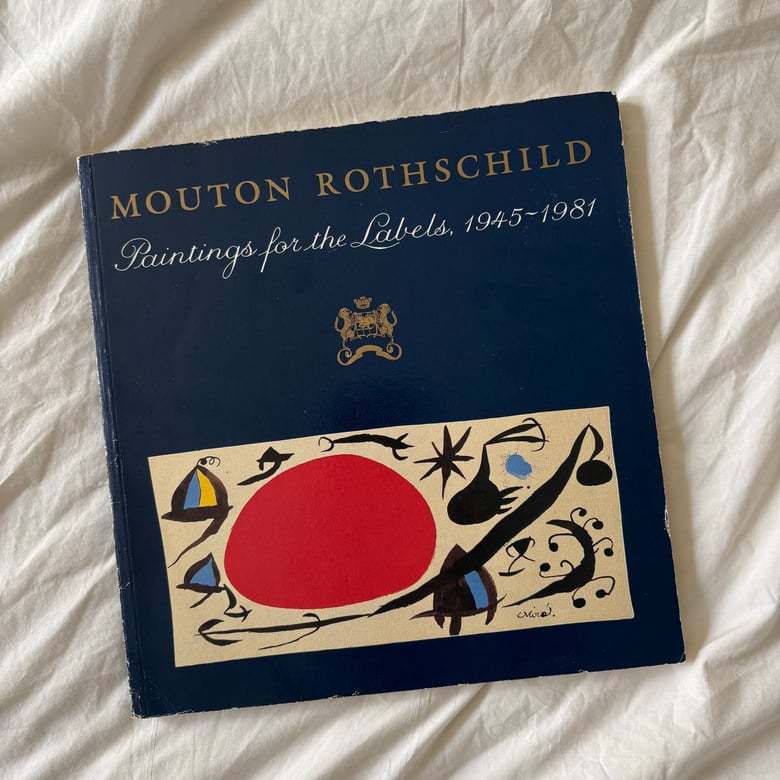 MOUTON ROTHSCHILD
Paintings for the Labels, 1945~1981
Miró.